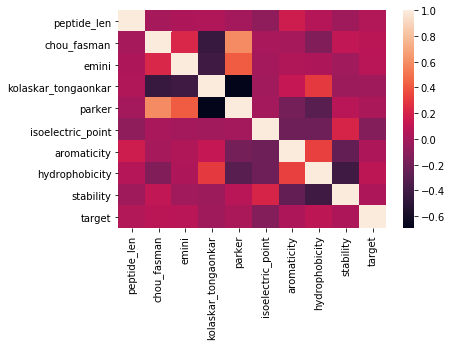 peptide_len
chou_fasman
emini
kolaskar_tongaonkar
parker
isoelectric_point
aromaticity
hydrophobicity
stability
target
peptide_len
chou_fasman
emini
kolaskar_tongaonkar
parker
isoelectric_point
aromaticity
hydrophobicity
stability
target
1.0
0.8
0.6
0.4
0.2
0.0
−0.2
−0.4
−0.6